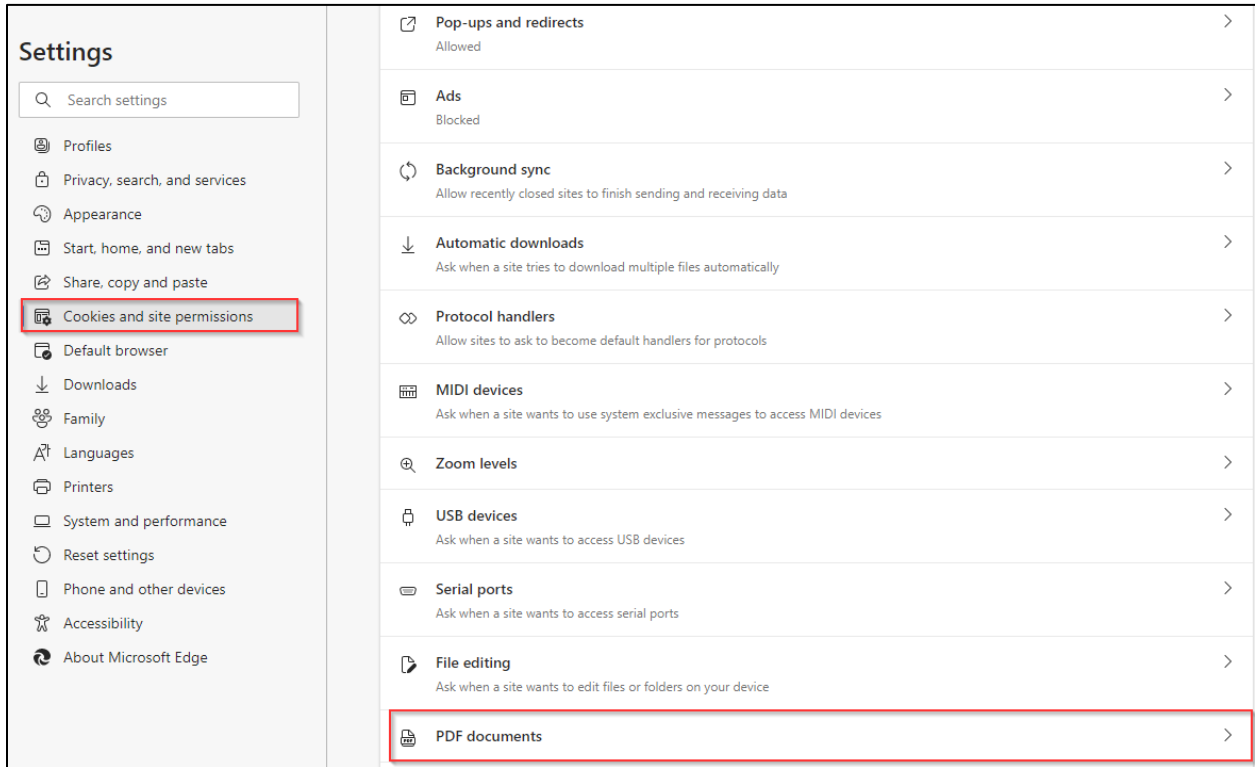 Settings
Search settings
Profiles
Privacy, search, and services
Appearance
Start, home, and new tabs
Share, copy and paste
Cookies and site permissions
Default browser
Downloads
Family
Languages
Printers
System and performance
Reset settings
Phone and other devices
Accessibility
About Microsoft Edge
Pop-ups and redirects
Allowed
Ads
Blocked
Background sync
Allow recently closed sites to finish sending and receiving data
Automatic downloads
Ask when a site tries to download multiple files automatically
Protocol handlers
Allow sites to ask to become default handlers for protocols
MIDI devices
Ask when a site wants to use system exclusive messages to access MIDI devices
Zoom levels
USB devices
Ask when a site wants to access USB devices
Serial ports
Ask when a site wants to access serial ports
File editing
Ask when a site wants to edit files or folders on your device
PDF documents